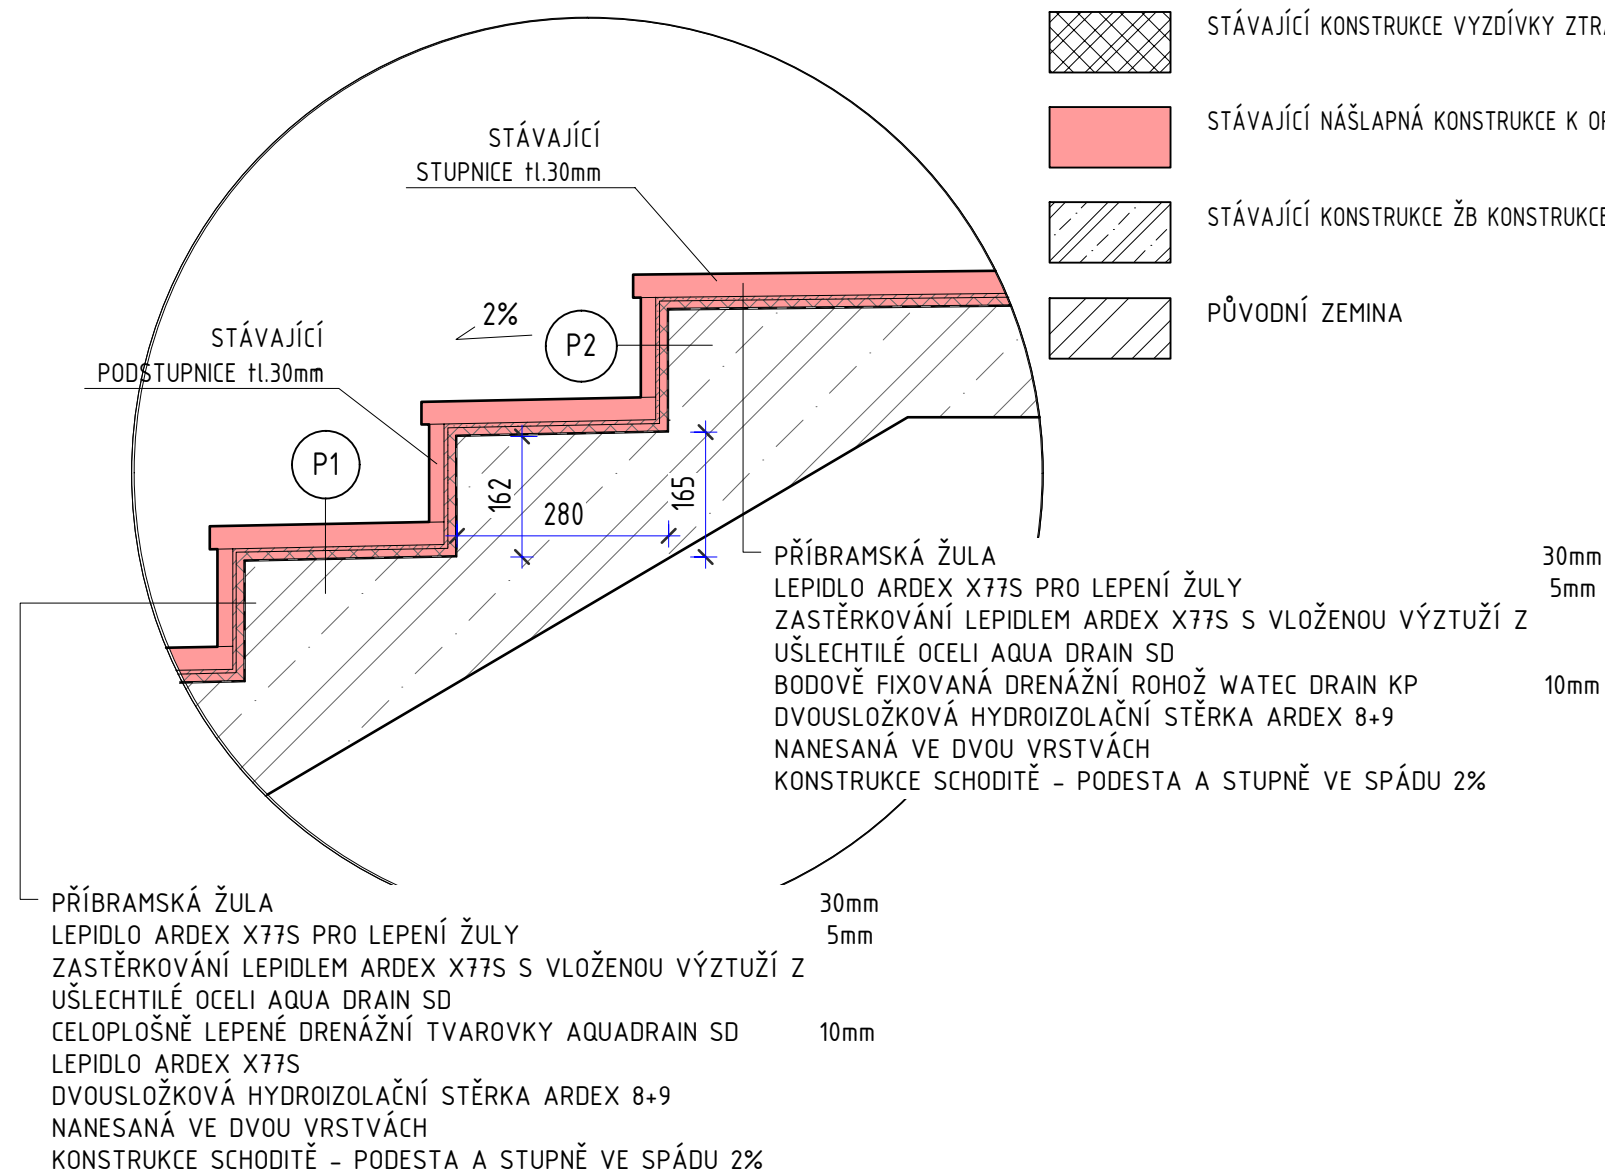 STÁVAJÍCÍ KONSTRUKCE VYZDÍVKY
STÁVAJÍCÍ NÁŠLAPNÁ KONSTRUKCE K
STÁVAJÍCÍ KONSTRUKCE ŽB KONSTRUKCE
PŮVODNÍ ZEMINA
STÁVAJÍCÍ
STUPNICE tl.30mm
2%
P2
STÁVAJÍCÍ
PODSTUPNICE tl.30mm
P1
162
280
165
PŘÍBRAMSKÁ ŽULA 30mm
LEPIDLO ARDEX X77S PRO LEPENÍ ŽULY 5mm
ZASTĚRKOVÁNÍ LEPIDLEM ARDEX X77S S VLOŽENOU VÝZTUŽÍ Z
UŠLECHTILÉ OCELI AQUA DRAIN SD
BODOVĚ FIXOVANÁ DRENÁŽNÍ ROHOŽ WATEC DRAIN KP 10mm
DVOUSLOŽKOVÁ HYDROIZOLAČNÍ STĚRKA ARDEX 8+9
NANESANÁ VE DVOU VRSTVÁCH
KONSTRUKCE SCHODITĚ - PODESTA A STUPNĚ VE SPÁDU 2%
PŘÍBRAMSKÁ ŽULA 30mm
LEPIDLO ARDEX X77S PRO LEPENÍ ŽULY 5mm
ZASTĚRKOVÁNÍ LEPIDLEM ARDEX X77S S VLOŽENOU VÝZTUŽÍ Z
UŠLECHTILÉ OCELI AQUA DRAIN SD
CELOPLOŠNĚ LEPENÉ DRENÁŽNÍ TVAROVKY AQUADRAIN SD 10mm
LEPIDLO ARDEX X77S
DVOUSLOŽKOVÁ HYDROIZOLAČNÍ STĚRKA ARDEX 8+9
NANESANÁ VE DVOU VRSTVÁCH
KONSTRUKCE SCHODITĚ - PODESTA A STUPNĚ VE SPÁDU 2%